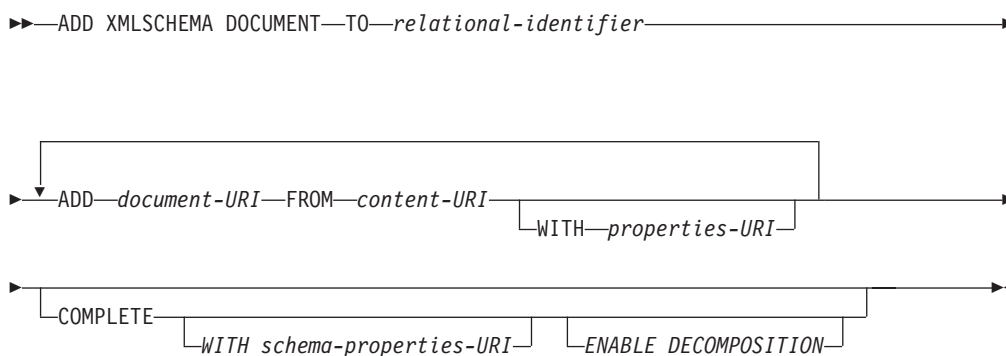 ADD XMLSCHEMA DOCUMENT TO relational-identifier
ADD document-URI FROM content-URI
WITH properties-URI
COMPLETE
WITH schema-properties-URI ENABLE DECOMPOSITION